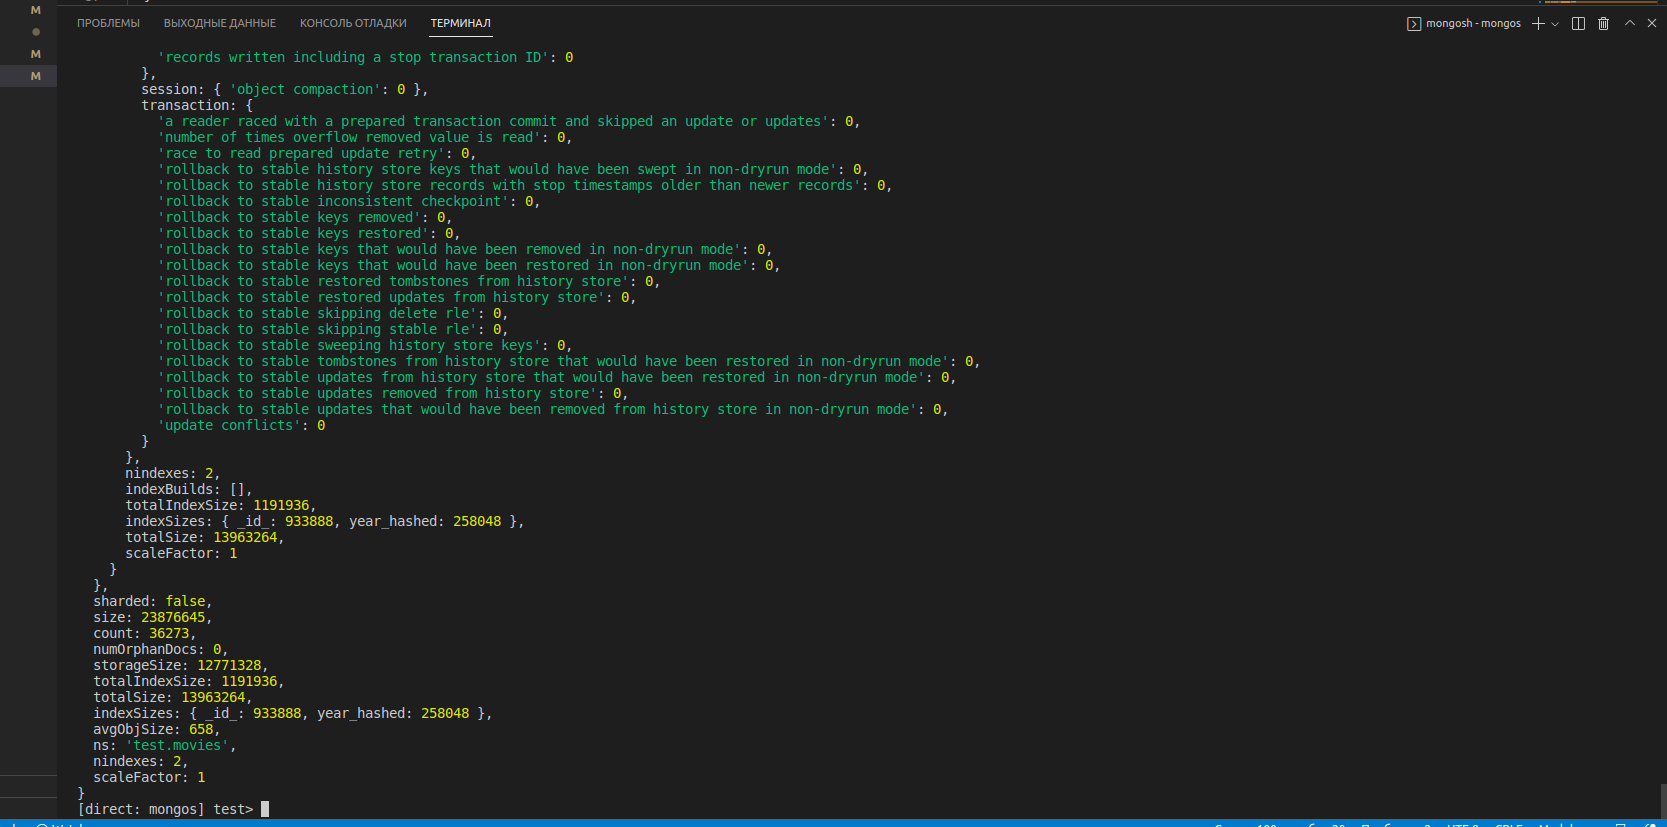 M
ПРОБЛЕМЫ ВЫХОДНЫЕ ДАННЫЕ КОНСОЛЬ ОТЛАДКИ ТЕРМИНАЛ mongosh - mongos
M
M
'records written including a stop transaction ID': 0
},
session: { 'object compaction': 0 },
transaction: {
'a reader raced with a prepared transaction commit and skipped an update or updates': 0,
'number of times overflow removed value is read': 0,
'race to read prepared update retry': 0,
'rollback to stable history store keys that would have been swept in non-dryrun mode': 0,
'rollback to stable history store records with stop timestamps older than newer records': 0,
'rollback to stable inconsistent checkpoint': 0,
'rollback to stable keys removed': 0,
'rollback to stable keys restored': 0,
'rollback to stable keys that would have been removed in non-dryrun mode': 0,
'rollback to stable keys that would have been restored in non-dryrun mode': 0,
'rollback to stable restored tombstones from history store': 0,
'rollback to stable restored updates from history store': 0,
'rollback to stable skipping delete rle': 0,
'rollback to stable skipping stable rle': 0,
'rollback to stable sweeping history store keys': 0,
'rollback to stable tombstones from history store that would have been restored in non-dryrun mode': 0,
'rollback to stable updates from history store that would have been restored in non-dryrun mode': 0,
'rollback to stable updates removed from history store': 0,
'rollback to stable updates that would have been removed from history store in non-dryrun mode': 0,
'update conflicts': 0
}
},
nindexes: 2,
indexBuilds: [],
totalIndexSize: 1191936,
indexSizes: { _id_: 933888, year_hashed: 258048 },
totalSize: 13963264,
scaleFactor: 1
}
},
sharded: false,
size: 23876645,
count: 36273,
numOrphanDocs: 0,
storageSize: 12771328,
totalIndexSize: 1191936,
totalSize: 13963264,
indexSizes: { _id_: 933888, year_hashed: 258048 },
avgObjSize: 658,
ns: 'test.movies',
nindexes: 2,
scaleFactor: 1
}
[direct: mongos] test>